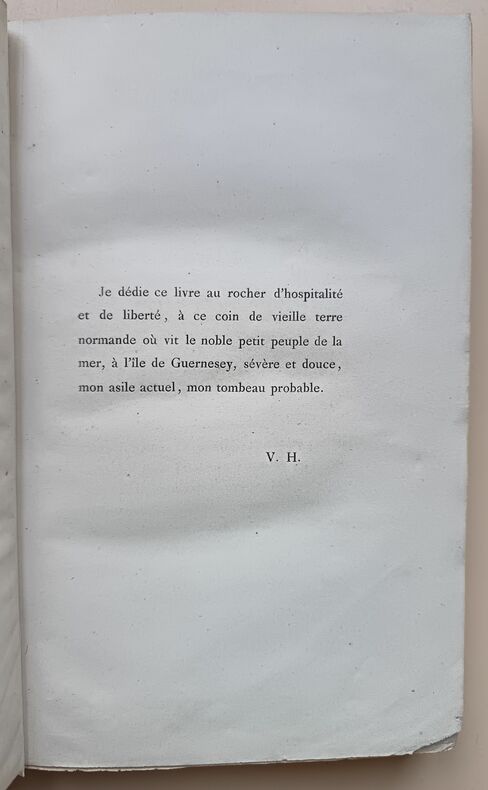 Je dédie ce livre au rocher d'hospitalité
et de liberté, à ce coin de vieille terre
normande où vit le noble petit peuple de la
mer, à l'île de Guernesey, sévère et douce,
mon asile actuel, mon tombeau probable.
V. H.